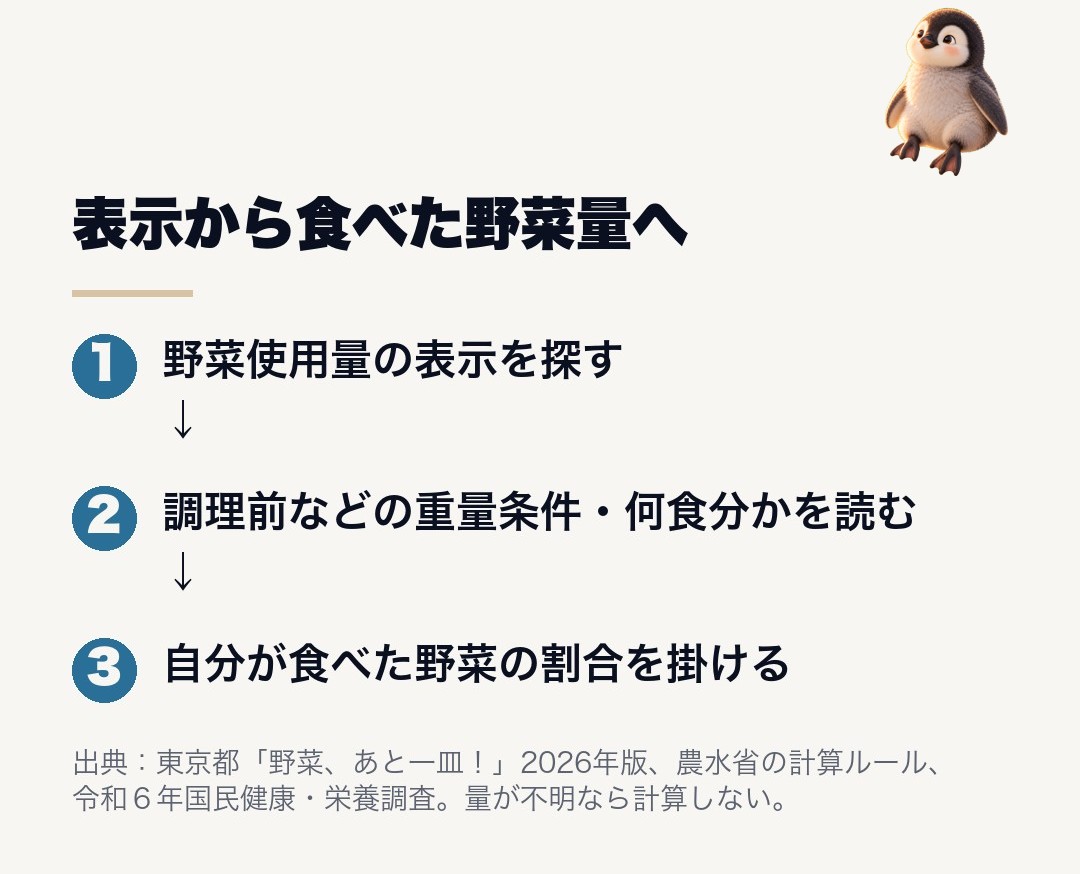 表示から食べた野菜量へ
1 野菜使用量の表示を探す
↓
2 調理前などの重量条件・何食分かを読む
↓
3 自分が食べた野菜の割合を掛ける
出典：東京都「野菜、あと一皿！」2026年版、農水省の計算ルール、
令和６年国民健康・栄養調査。量が不明なら計算しない。